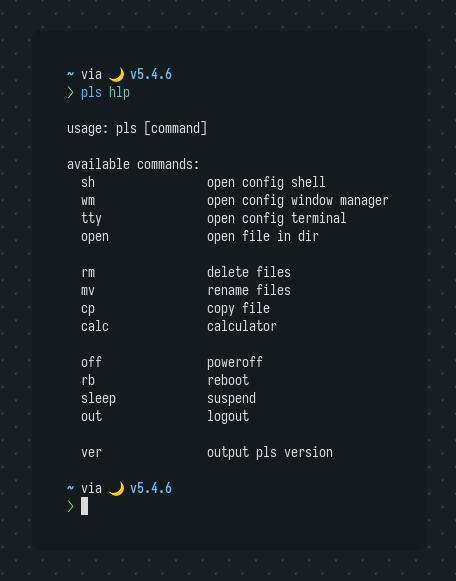 ~ via 🌙 v5.4.6
❯ pls hlp
usage: pls [command]
available commands:
sh open config shell
wm open config window manager
tty open config terminal
open open file in dir
rm delete files
mv rename files
cp copy file
calc calculator
off poweroff
rb reboot
sleep suspend
out logout
ver output pls version
~ via 🌙 v5.4.6
❯